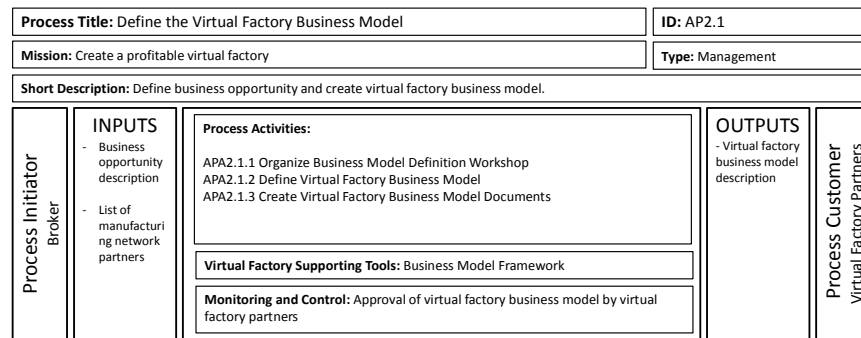 Process Title: Define the Virtual Factory Business Model
ID: AP2.1
Mission: Create a profitable virtual factory
Type: Management
Short Description: Define business opportunity and create virtual factory business model.
Process Initiator
Broker
INPUTS
- Business
opportunity
description
- List of
manufacturi
ng network
partners
Process Activities:
APA2.1.1 Organize Business Model Definition Workshop
APA2.1.2 Define Virtual Factory Business Model
APA2.1.3 Create Virtual Factory Business Model Documents
Virtual Factory Supporting Tools: Business Model Framework
Monitoring and Control: Approval of virtual factory business model by virtual
factory partners
OUTPUTS
- Virtual factory
business model
description
Process Customer
Virtual Factory Partners